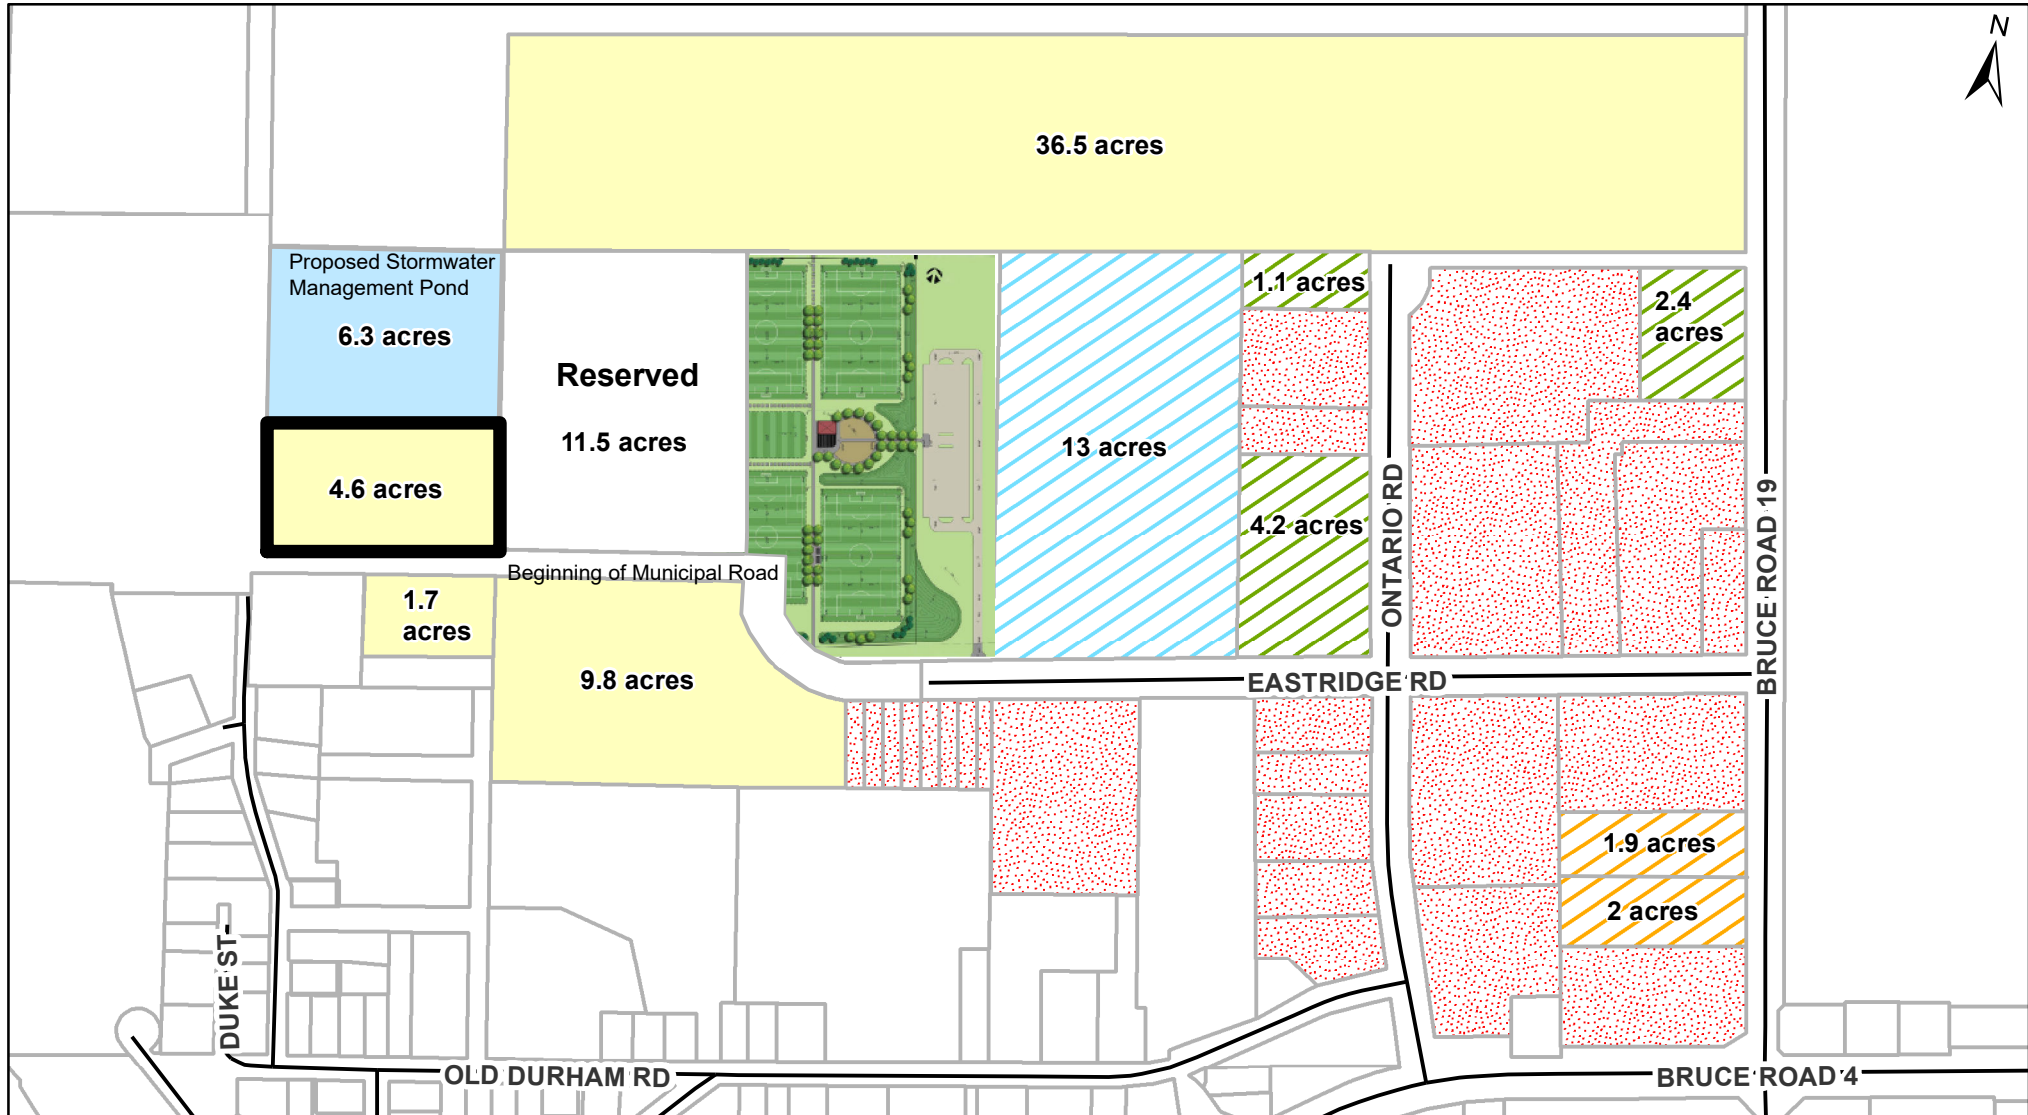 N
36.5 acres
Proposed Stormwater
Management Pond
6.3 acres
Reserved
11.5 acres
4.6 acres
13 acres
1.1 acres
2.4
acres
4.2 acres
ONTARIO RD
BRUCE ROAD 19
Beginning of Municipal Road
1.7
acres
9.8 acres
EASTRIDGE RD
1.9 acres
2 acres
DUKE ST
OLD DURHAM RD
BRUCE ROAD 4